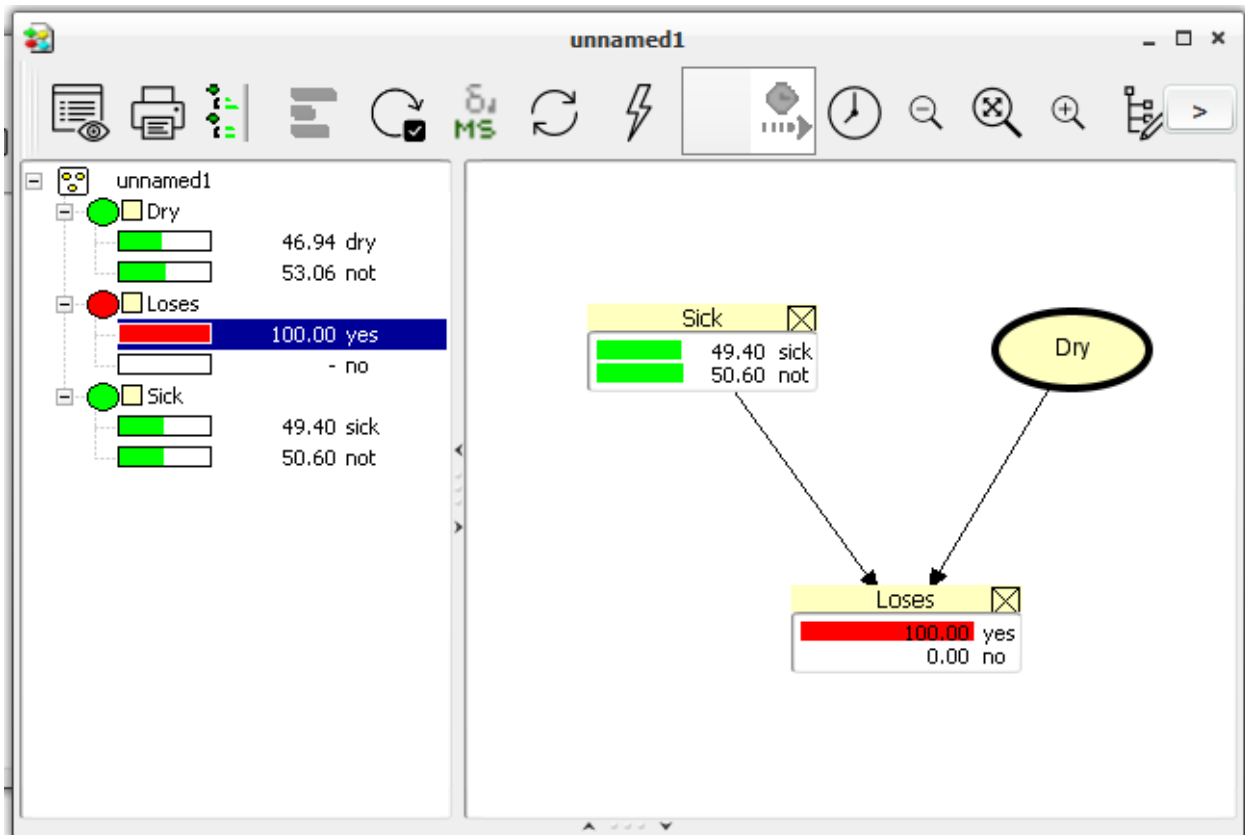 unnamed1
δ
MS
>
unnamed1
Dry
46.94 dry
53.06 not
Loses
100.00 yes
- no
Sick
49.40 sick
50.60 not
Sick
49.40 sick
50.60 not
Dry
Loses
100.00 yes
0.00 no